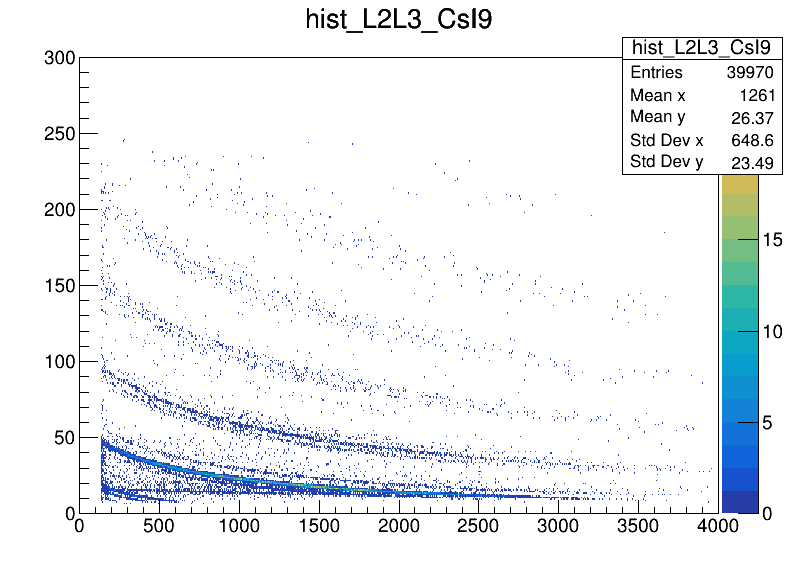 hist_L2L3_CsI9
hist_L2L3_CsI9
Entries 39970
Mean x 1261
Mean y 26.37
Std Dev x 648.6
Std Dev y 23.49
300
250
200
150
100
50
0
15
10
5
0
0 500 1000 1500 2000 2500 3000 3500 4000